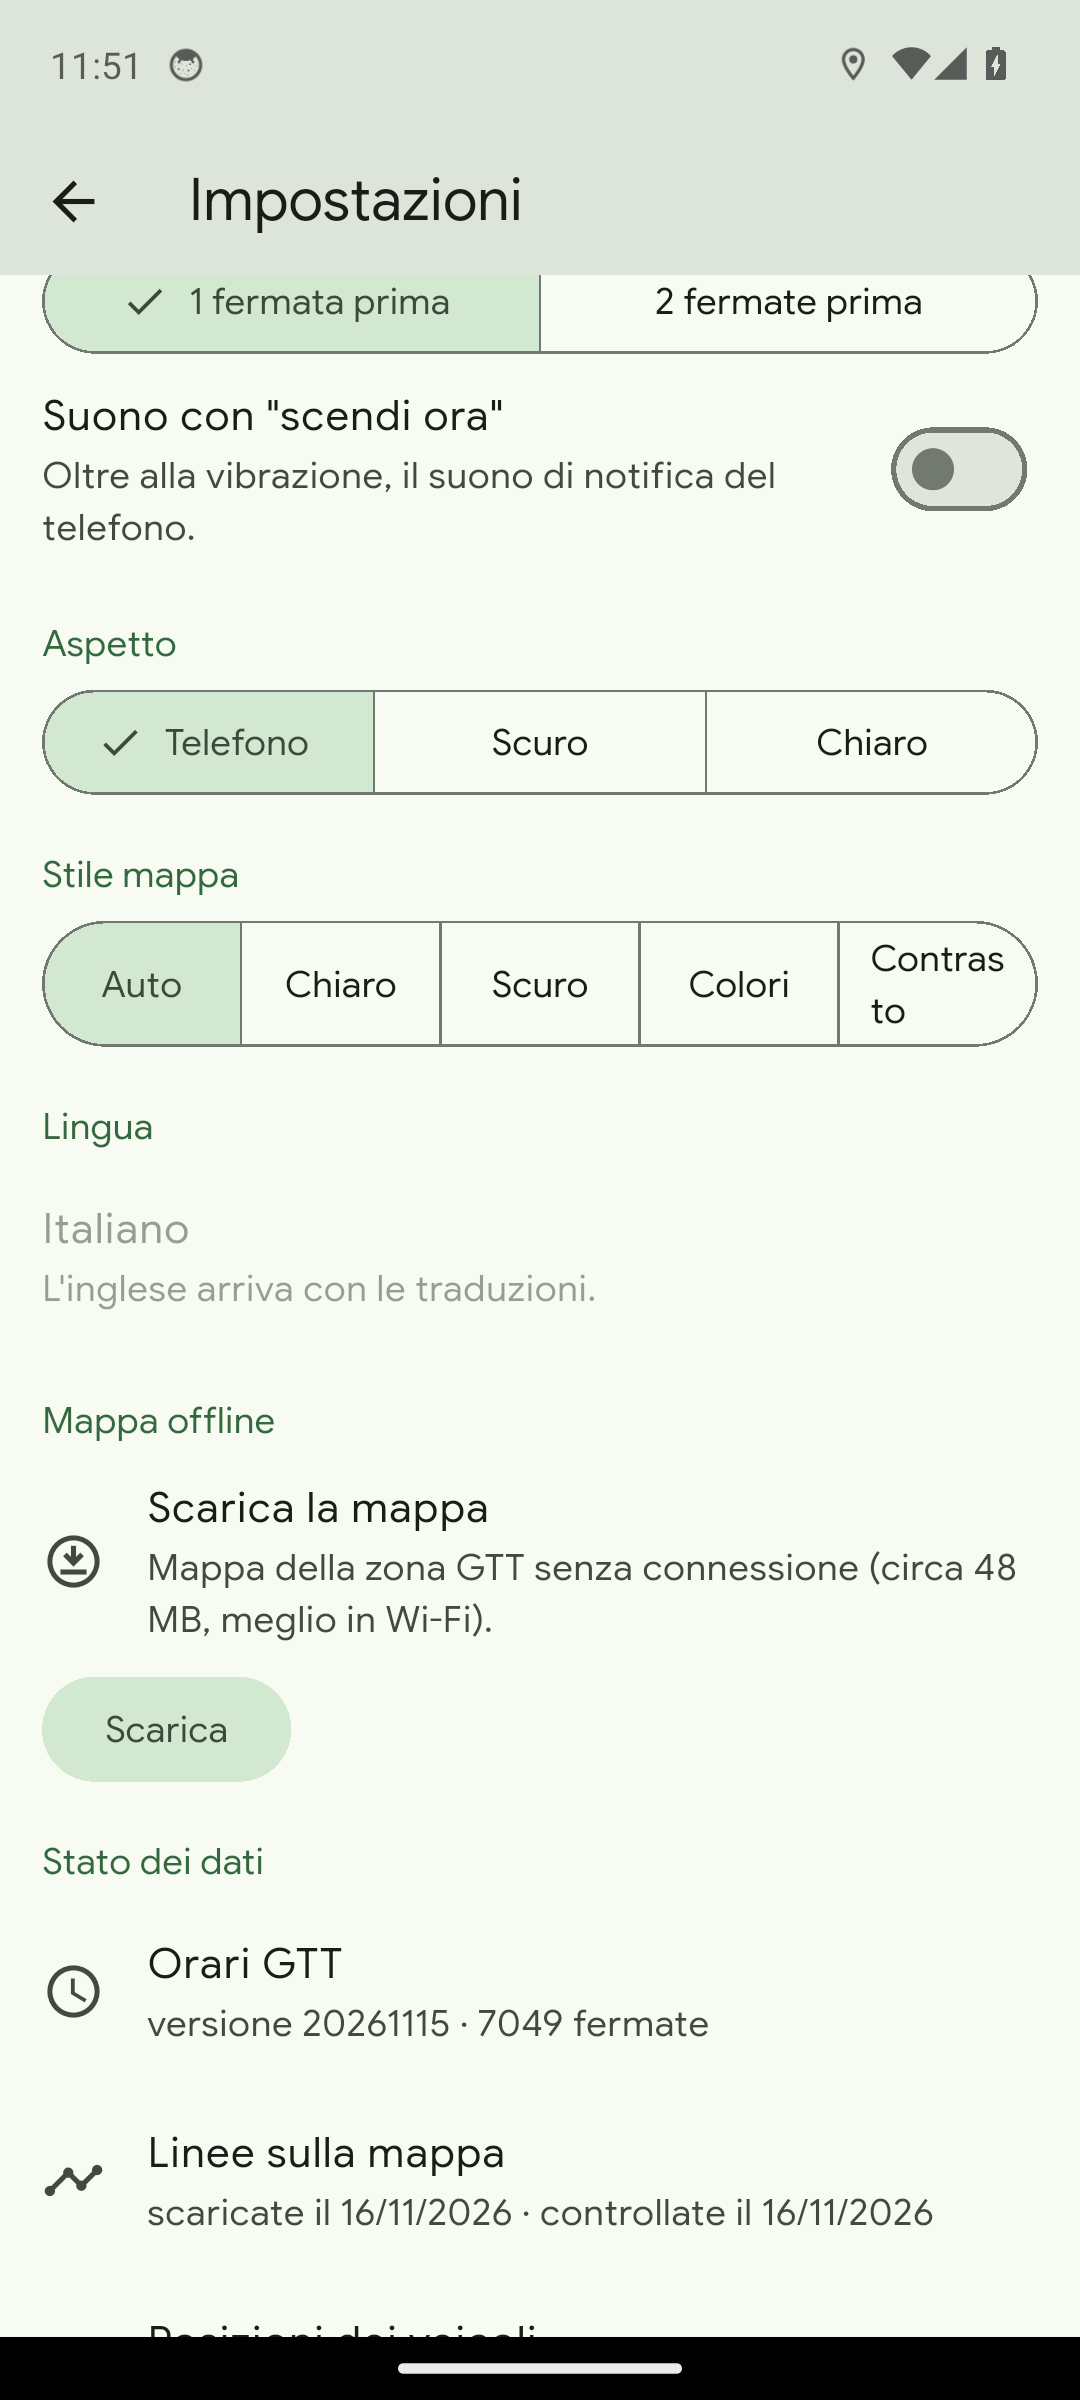 11:51
Impostazioni
1 fermata prima
2 fermate prima
Suono con "scendi ora"
Oltre alla vibrazione, il suono di notifica del
telefono.
Aspetto
Telefono
Scuro
Chiaro
Stile mappa
Auto
Chiaro
Scuro
Colori
Contras
to
Lingua
Italiano
L'inglese arriva con le traduzioni.
Mappa offline
Scarica la mappa
Mappa della zona GTT senza connessione (circa 48
MB, meglio in Wi-Fi).
Scarica
Stato dei dati
Orari GTT
versione 20261115 · 7049 fermate
Linee sulla mappa
scaricate il 16/11/2026 · controllate il 16/11/2026
Posizioni dei veicoli